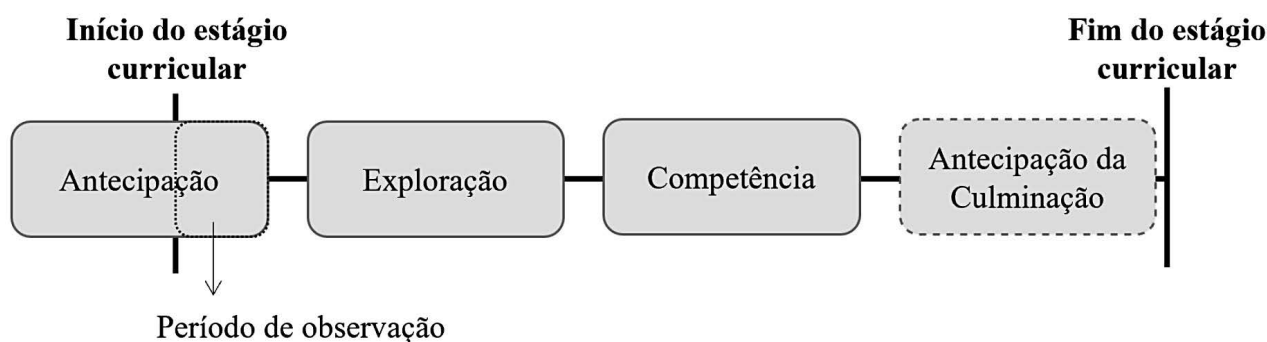 Início do estágio
curricular
Fim do estágio
curricular
Antecipação
Exploração
Competência
Antecipação da
Culminação
Período de observação